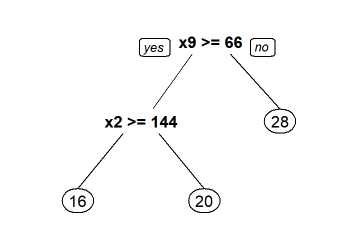 yes x9 >= 66 no
x2 >= 144
28
16 20